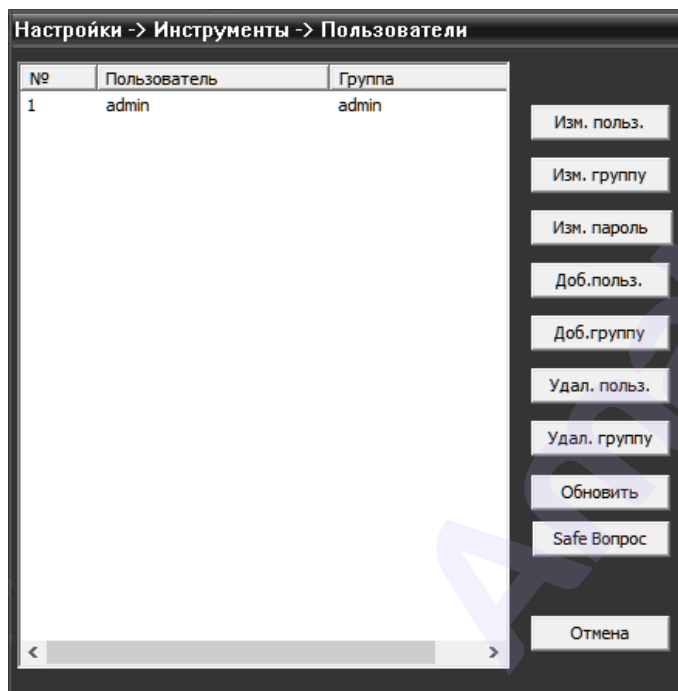 Настройки -> Инструменты -> Пользователи
№ Пользователь Группа
1 admin admin
Изм. польз.
Изм. группу
Изм. пароль
Доб.польз.
Доб.группу
Удал. польз.
Удал. группу
Обновить
Safe Вопрос
Отмена